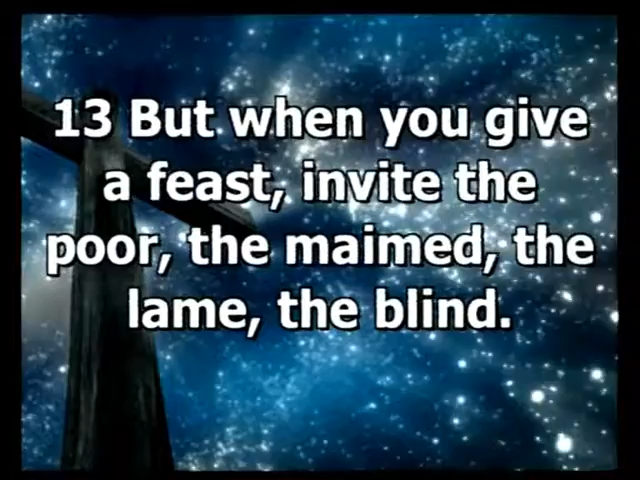 13 But when you give
a feast, invite the
poor, the maimed, the
lame, the blind.